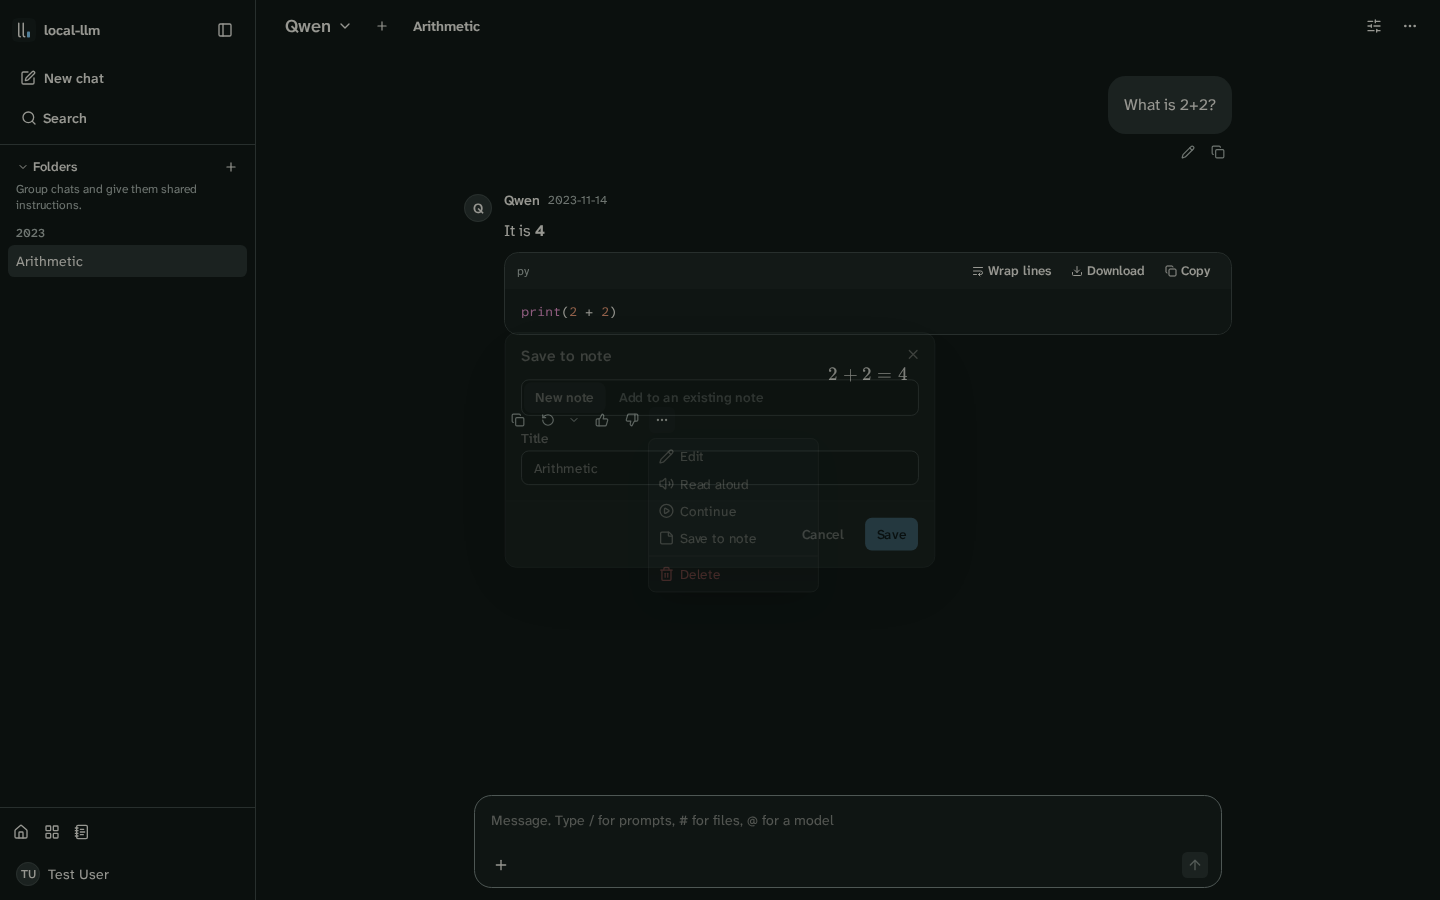 local-llm
Qwen
Arithmetic
New chat
Search
Folders
Group chats and give them shared
instructions.
2023
Arithmetic
What is 2+2?
Q
Qwen 2023-11-14
It is 4
py
Wrap lines
Download
Copy
print(2 + 2)
Save to note
2 + 2 = 4
New note
Add to an existing note
Title
Arithmetic
Edit
Read aloud
Continue
Save to note
Delete
Cancel
Save
Message. Type / for prompts, # for files, @ for a model
TU
Test User